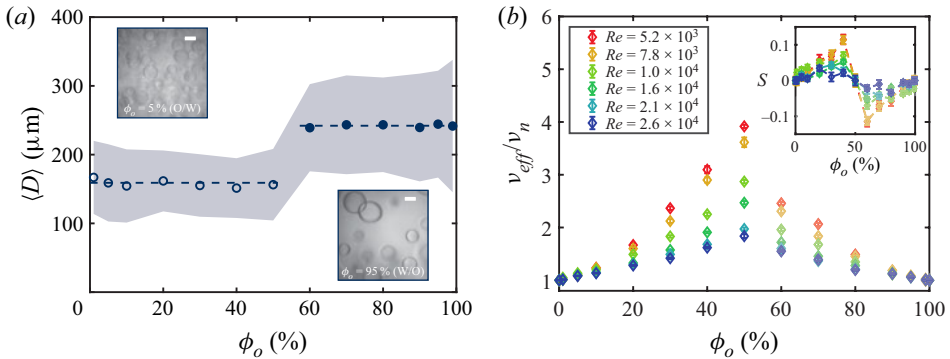 (a)
400
300
200
100
0
⟨D⟩ (μm)
ϕo = 5 % (O/W)
ϕo = 95 % (W/O)
0 20 40 60 80 100
ϕo (%)
(b)
7
6
5
4
3
2
1
νeff/νn
Re = 5.2 × 10³
Re = 7.8 × 10³
Re = 1.0 × 10⁴
Re = 1.6 × 10⁴
Re = 2.1 × 10⁴
Re = 2.6 × 10⁴
0.1
0
−0.1
S
0 50 100
ϕo (%)
0 20 40 60 80 100
ϕo (%)